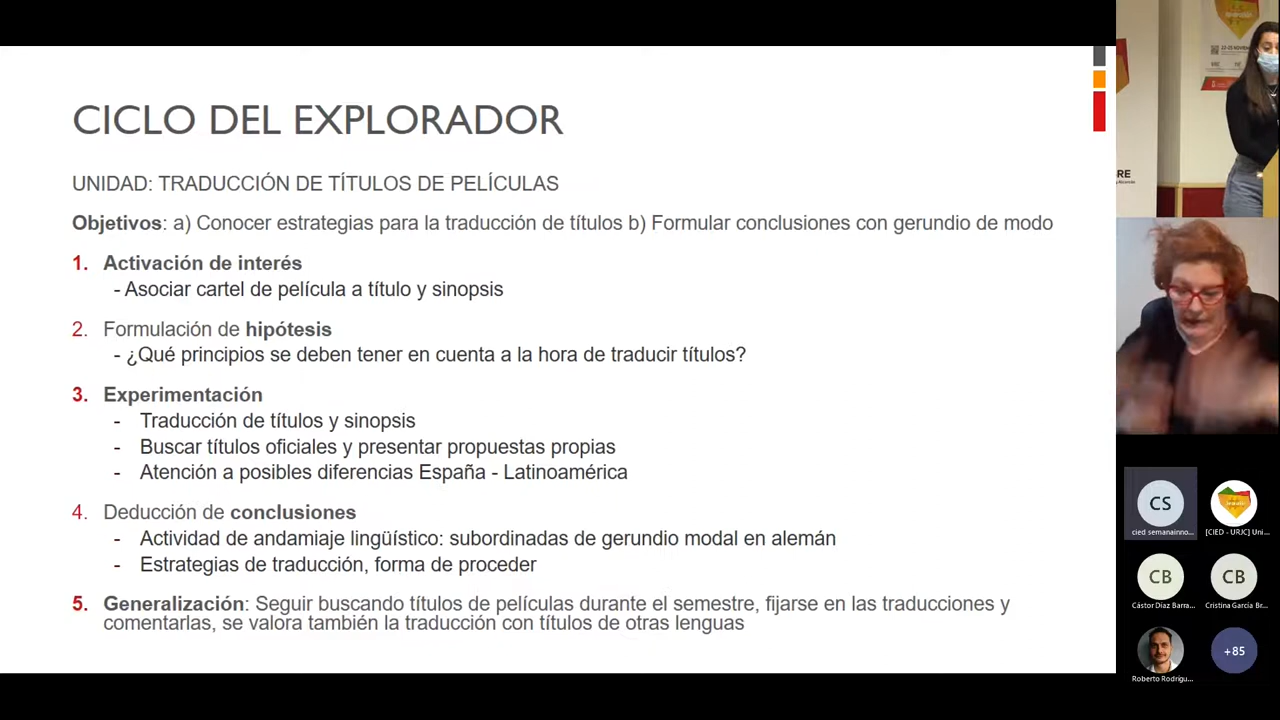 CICLO DEL EXPLORADOR
UNIDAD: TRADUCCIÓN DE TÍTULOS DE PELÍCULAS
Objetivos: a) Conocer estrategias para la traducción de títulos b) Formular conclusiones con gerundio de modo
1. Activación de interés
- Asociar cartel de película a título y sinopsis
2. Formulación de hipótesis
- ¿Qué principios se deben tener en cuenta a la hora de traducir títulos?
3. Experimentación
- Traducción de títulos y sinopsis
- Buscar títulos oficiales y presentar propuestas propias
- Atención a posibles diferencias España - Latinoamérica
4. Deducción de conclusiones
- Actividad de andamiaje lingüístico: subordinadas de gerundio modal en alemán
- Estrategias de traducción, forma de proceder
5. Generalización: Seguir buscando títulos de películas durante el semestre, fijarse en las traducciones y
comentarlas, se valora también la traducción con títulos de otras lenguas
BRE
CS
cied semanainno...
[CIED - URJC] Uni...
CB
Cástor Díaz Barra...
CB
Cristina García Br...
Roberto Rodrígu...
+85